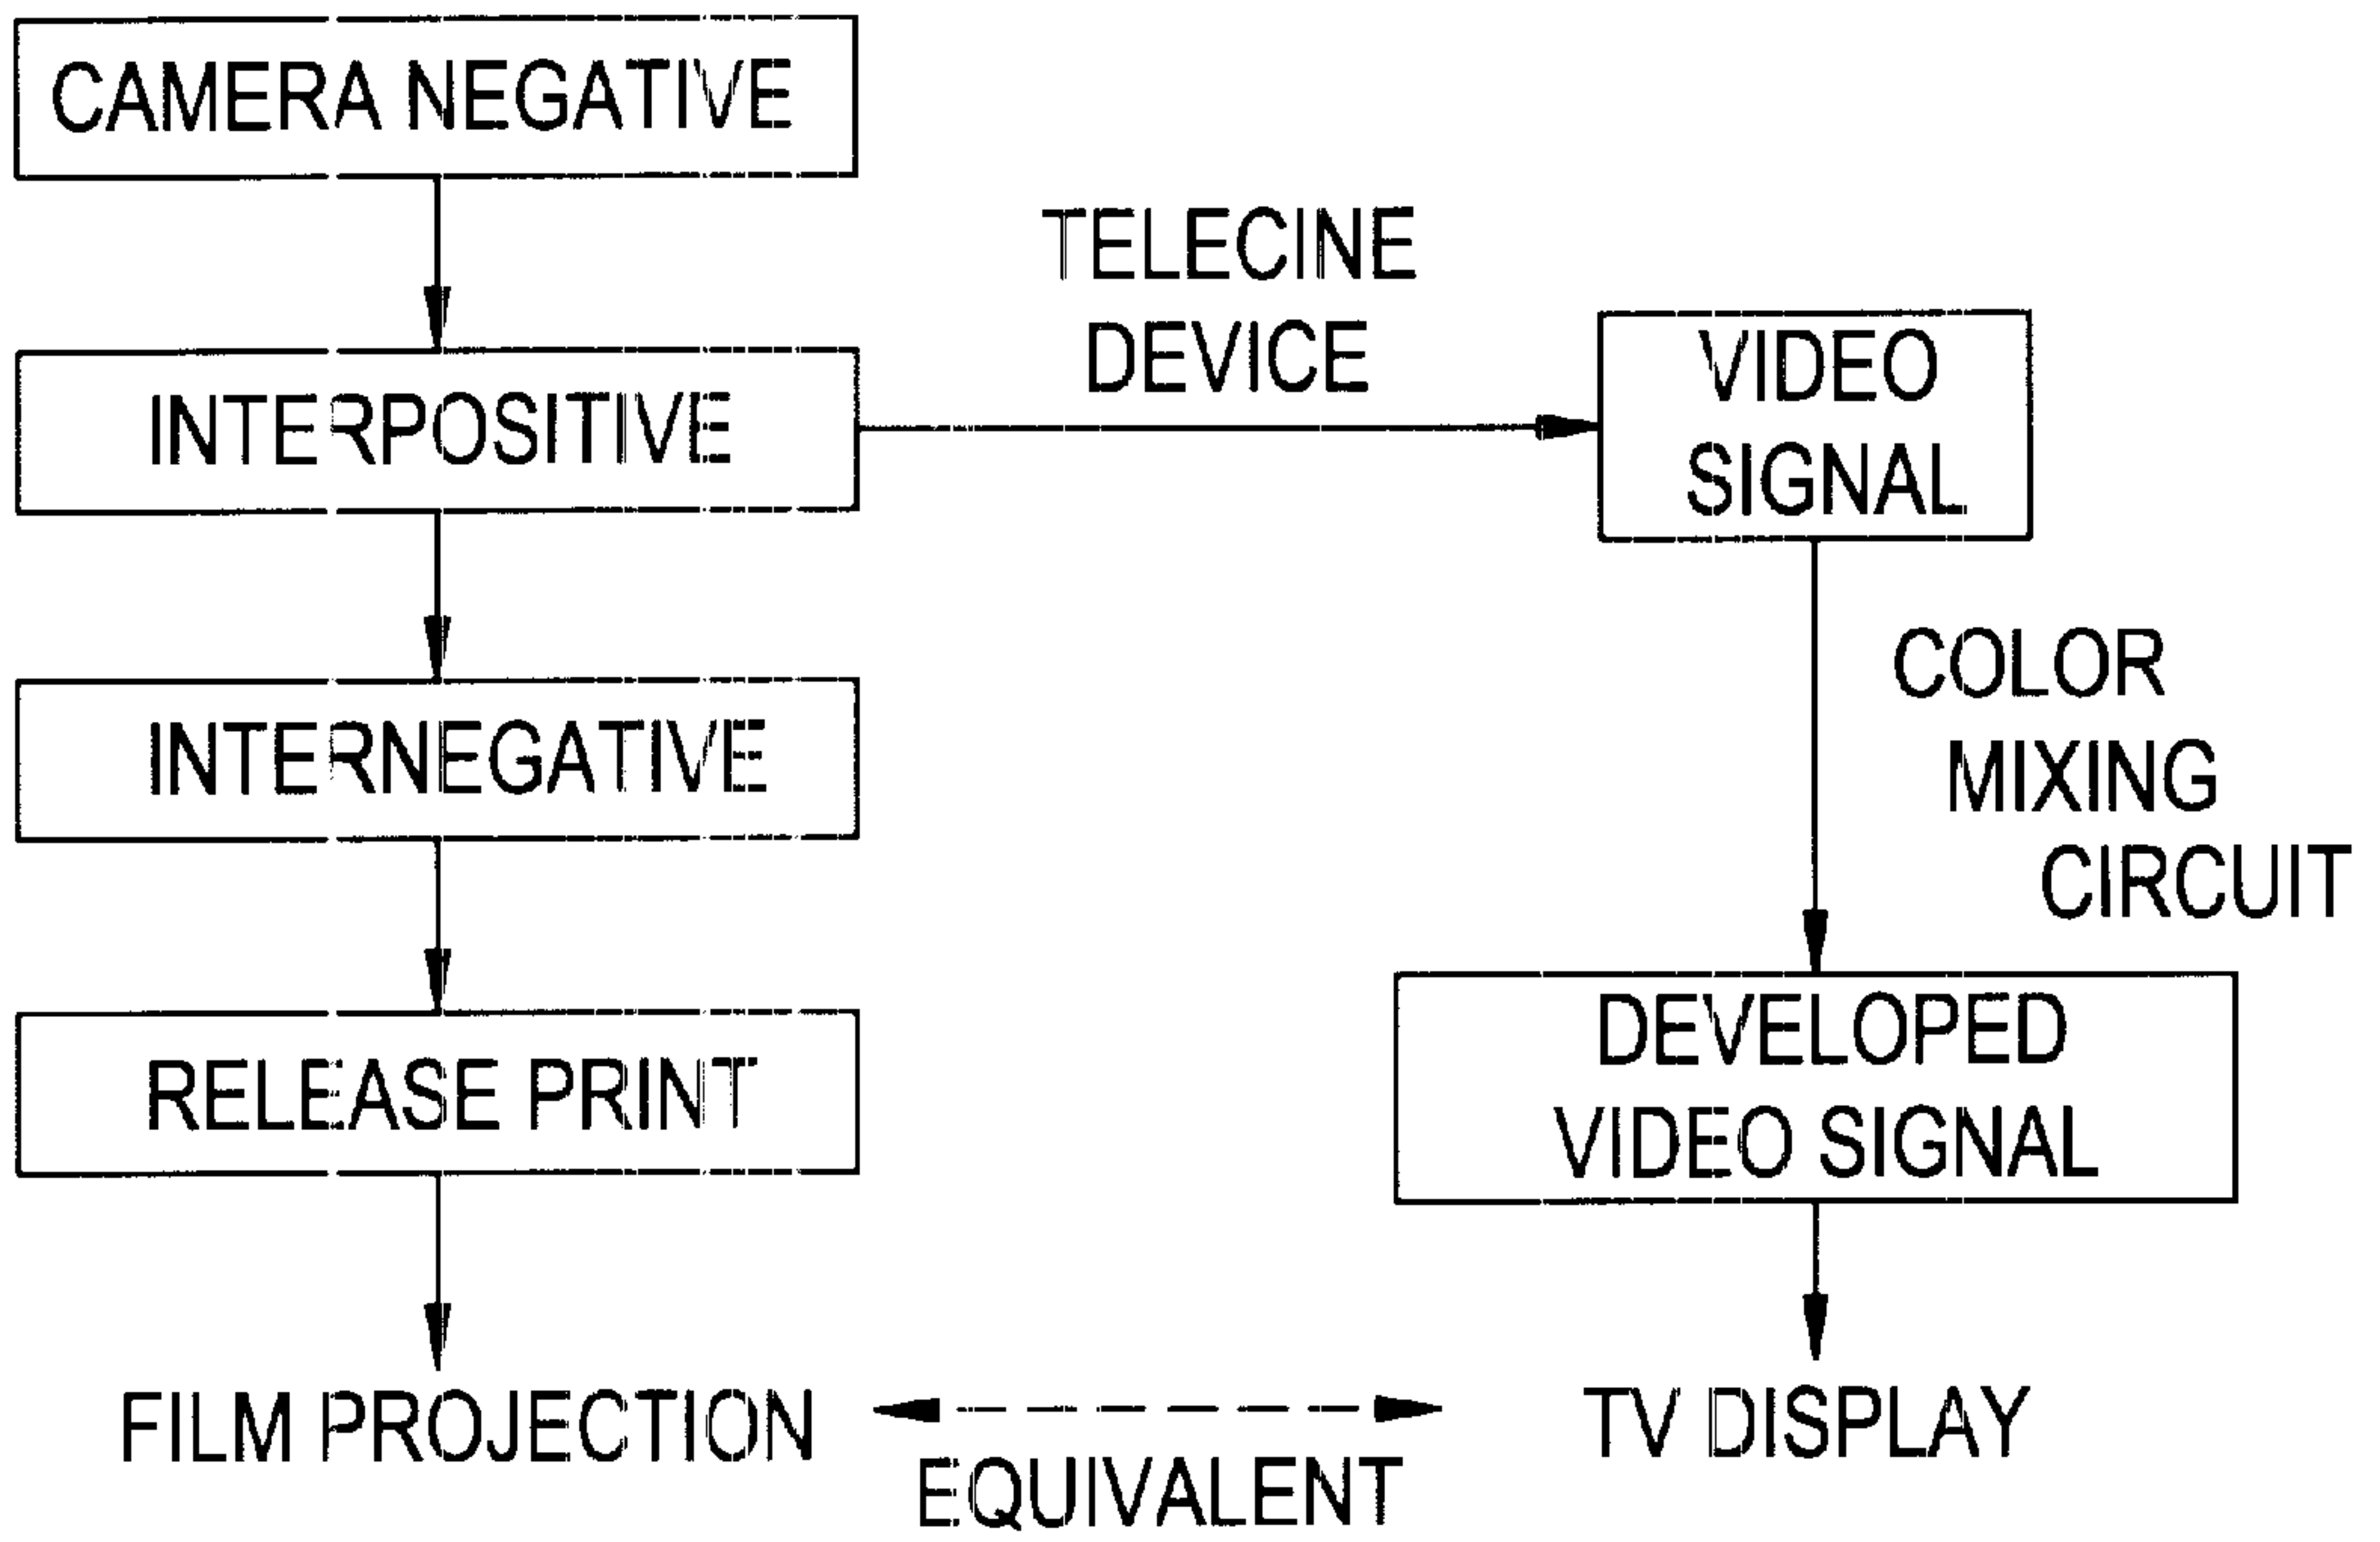 CAMERA NEGATIVE
TELECINE
DEVICE
INTERPOSITIVE
VIDEO
SIGNAL
INTERNEGATIVE
COLOR
MIXING
CIRCUIT
RELEASE PRINT
DEVELOPED
VIDEO SIGNAL
FILM PROJECTION
EQUIVALENT
TV DISPLAY